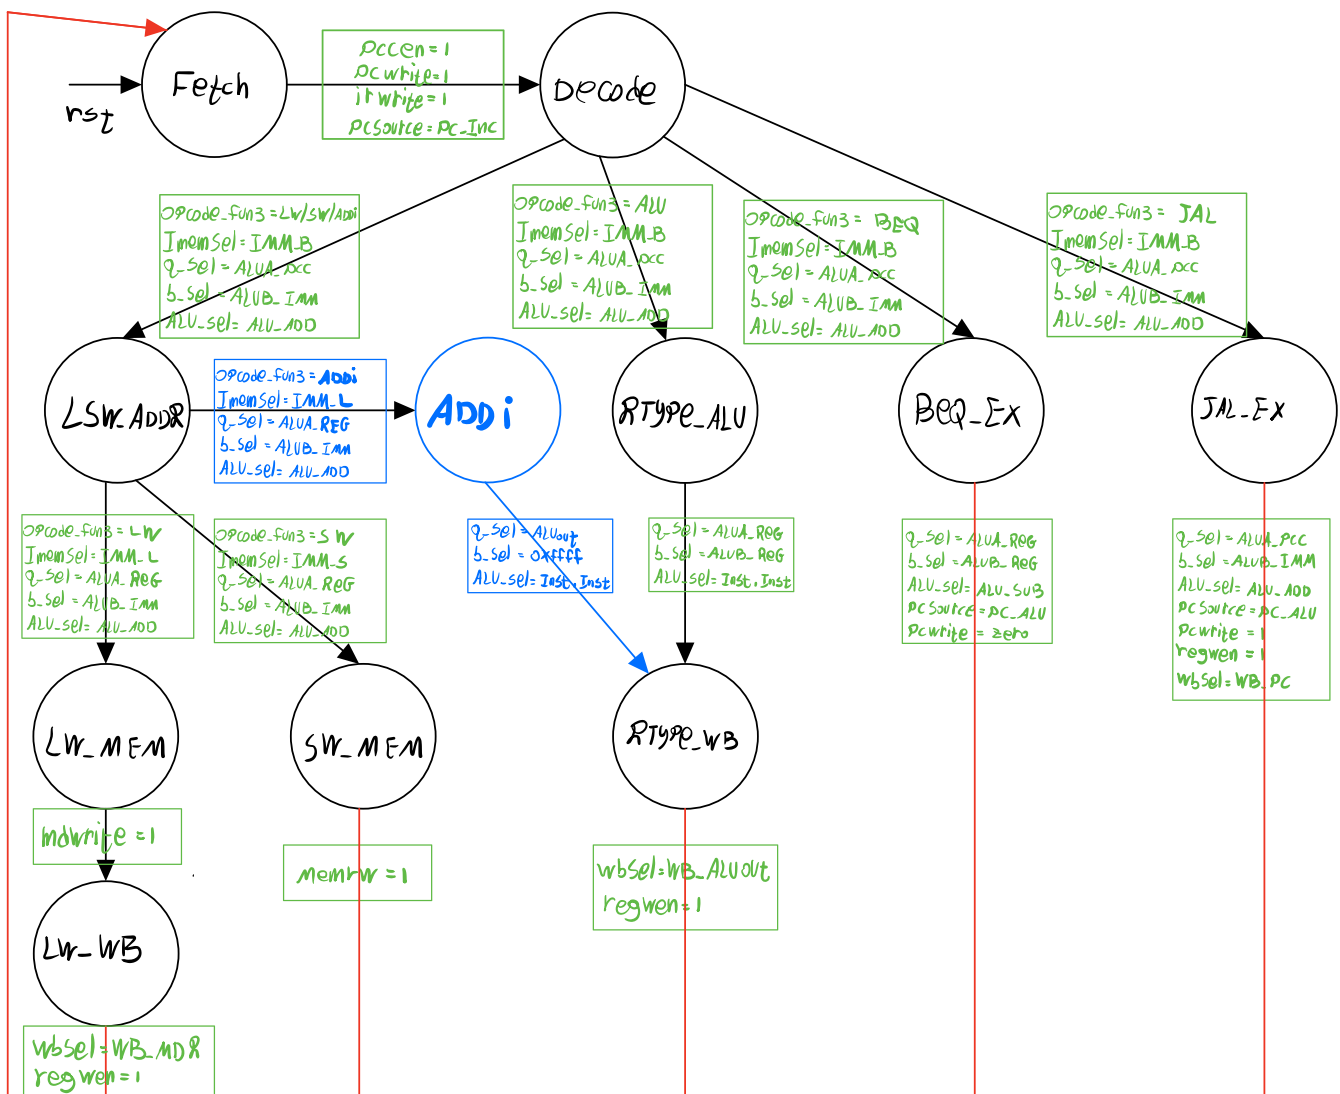 Fetch
rst
pccen=1
pcwrite=1
irwrite=1
pcSource=pc_Inc
Decode
opcode_fun3=LW/SW/ADDi
ImemSel=IMM_B
a_sel=ALUA_pcc
b_sel=ALUB_Imm
ALU_sel=ALU_ADD
opcode_fun3=ALU
ImemSel=IMM_B
a_sel=ALUA_pcc
b_sel=ALUB_Imm
ALU_sel=ALU_ADD
opcode_fun3=BEQ
ImemSel=IMM_B
a_sel=ALUA_pcc
b_sel=ALUB_Imm
ALU_sel=ALU_ADD
opcode_fun3=JAL
ImemSel=IMM_B
a_sel=ALUA_pcc
b_sel=ALUB_Imm
ALU_sel=ALU_ADD
LSW_ADDR
opcode_fun3=ADDi
ImemSel=IMM_L
a_sel=ALUA_REG
b_sel=ALUB_Imm
ALU_sel=ALU_ADD
ADDi
RTYPE_ALU
BEQ_EX
JAL_EX
opcode_fun3=LW
ImemSel=IMM_L
a_sel=ALUA_REG
b_sel=ALUB_Imm
ALU_sel=ALU_ADD
opcode_fun3=SW
ImemSel=IMM_S
a_sel=ALUA_REG
b_sel=ALUB_Imm
ALU_sel=ALU_ADD
a_sel=ALUout
b_sel=0xffff
ALU_sel=Inst.Inst
a_sel=ALUA_REG
b_sel=ALUB_REG
ALU_sel=Inst.Inst
a_sel=ALUA_REG
b_sel=ALUB_REG
ALU_sel=ALU_SUB
pcSource=pc_ALU
pcwrite=zero
a_sel=ALUA_PCC
b_sel=ALUB_IMM
ALU_sel=ALU_ADD
pcSource=pc_ALU
pcwrite=1
regwen=1
wbSel=WB_PC
LW_MEM
SW_MEM
RTYPE_WB
mdwrite=1
memrw=1
wbSel=WB_ALUOUT
regwen=1
LW_WB
wbSel=WB_MDR
regwen=1